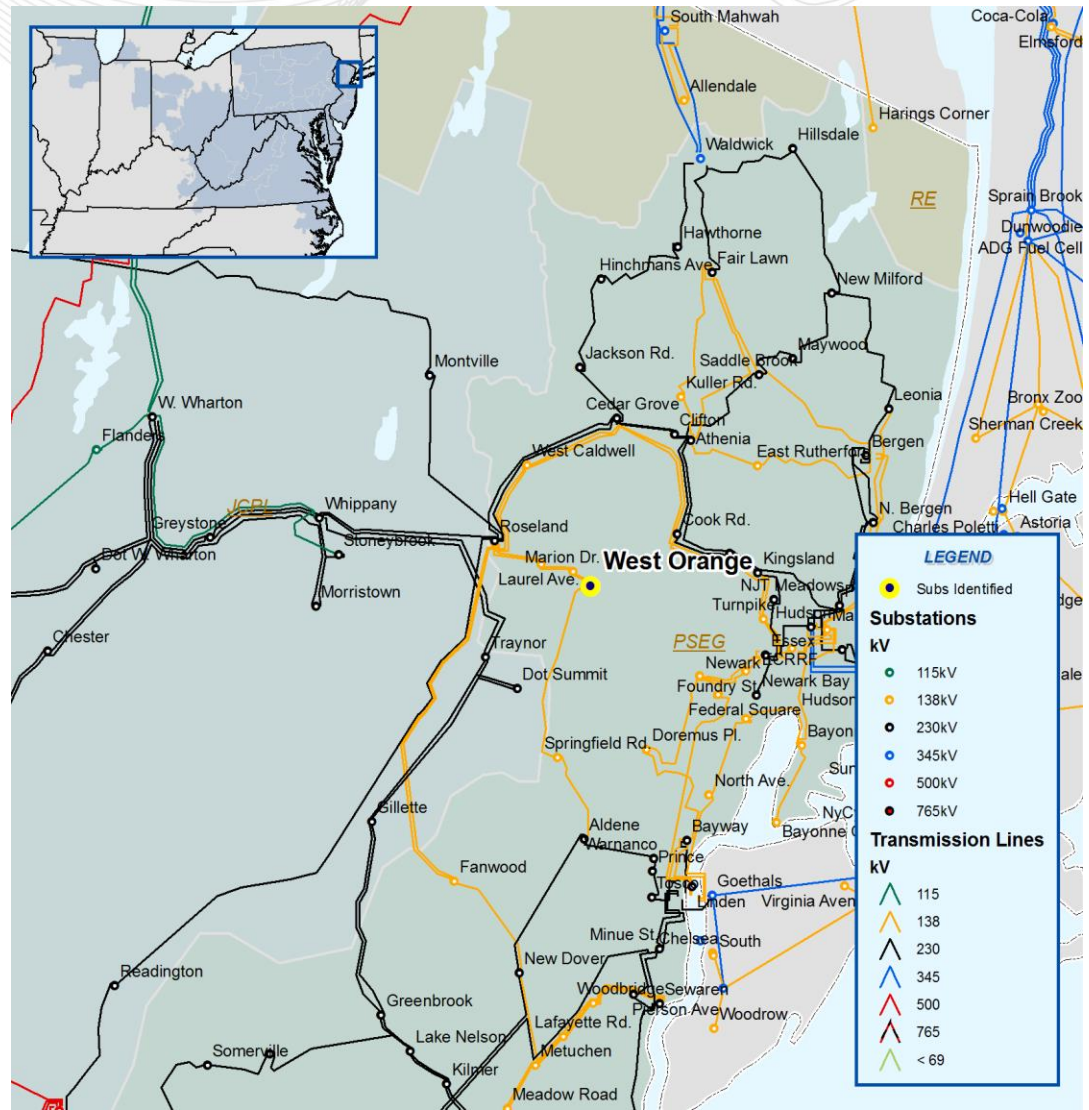 South Mahwah
Coca-Cola
Elmsford
Allendale
Harings Corner
Waldwick
Hillsdale
RE
Sprain Brook
Dunwoodie
ADG Fuel Cell
Hawthorne
Hinchmans Ave.
Fair Lawn
New Milford
Montville
Jackson Rd.
Saddle Brook
Maywood
Kuller Rd.
W. Wharton
Cedar Grove
Clifton
Leonia
Bronx Zoo
Sherman Creek
Flanders
Athenia
West Caldwell
East Rutherford
Bergen
JCPL
Whippany
Hell Gate
Greystone
Roseland
N. Bergen
Charles Poletti
Astoria
Stoneybrook
Cook Rd.
Dot W. Wharton
Marion Dr.
West Orange
Kingsland
Laurel Ave.
NJT Meadows
Morristown
Turnpike
Hudson
Chester
Traynor
PSEG
Essex
Newark
ECRRF
Dot Summit
Foundry St.
Newark Bay
Federal Square
Springfield Rd.
Doremus Pl.
North Ave.
Gillette
Aldene
Warnanco
Bayway
Prince
Fanwood
Tosco
Goethals
Linden
Virginia Aven
Minue St.
Chelsea
South
Readington
New Dover
Woodbridge
Sewaren
Pierson Ave
Greenbrook
Lafayette Rd.
Woodrow
Somerville
Lake Nelson
Metuchen
Kilmer
Meadow Road
LEGEND
Subs Identified
Substations
kV
115kV
138kV
230kV
345kV
500kV
765kV
Transmission Lines
kV
115
138
230
345
500
765
< 69